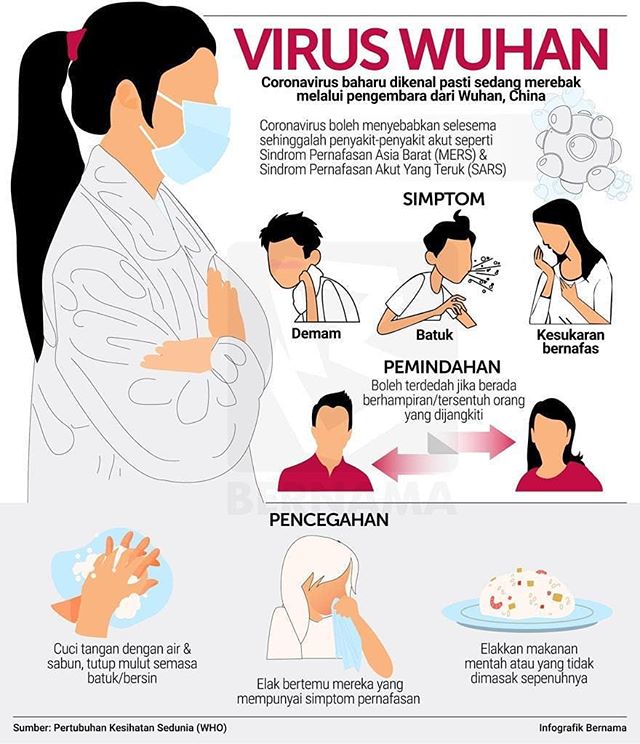 VIRUS WUHAN
Coronavirus baharu dikenal pasti sedang merebak
melalui pengembara dari Wuhan, China
Coronavirus boleh menyebabkan selesema
sehinggalah penyakit-penyakit akut seperti
Sindrom Pernafasan Asia Barat (MERS) &
Sindrom Pernafasan Akut Yang Teruk (SARS)
SIMPTOM
Demam
Batuk
Kesukaran
bernafas
PEMINDAHAN
Boleh terdedah jika berada
berhampiran/tersentuh orang
yang dijangkiti
BERNAMA
PENCEGAHAN
Cuci tangan dengan air &
sabun, tutup mulut semasa
batuk/bersin
Elak bertemu mereka yang
mempunyai simptom pernafasan
Elakkan makanan
mentah atau yang tidak
dimasak sepenuhnya
Sumber: Pertubuhan Kesihatan Sedunia (WHO)
Infografik Bernama